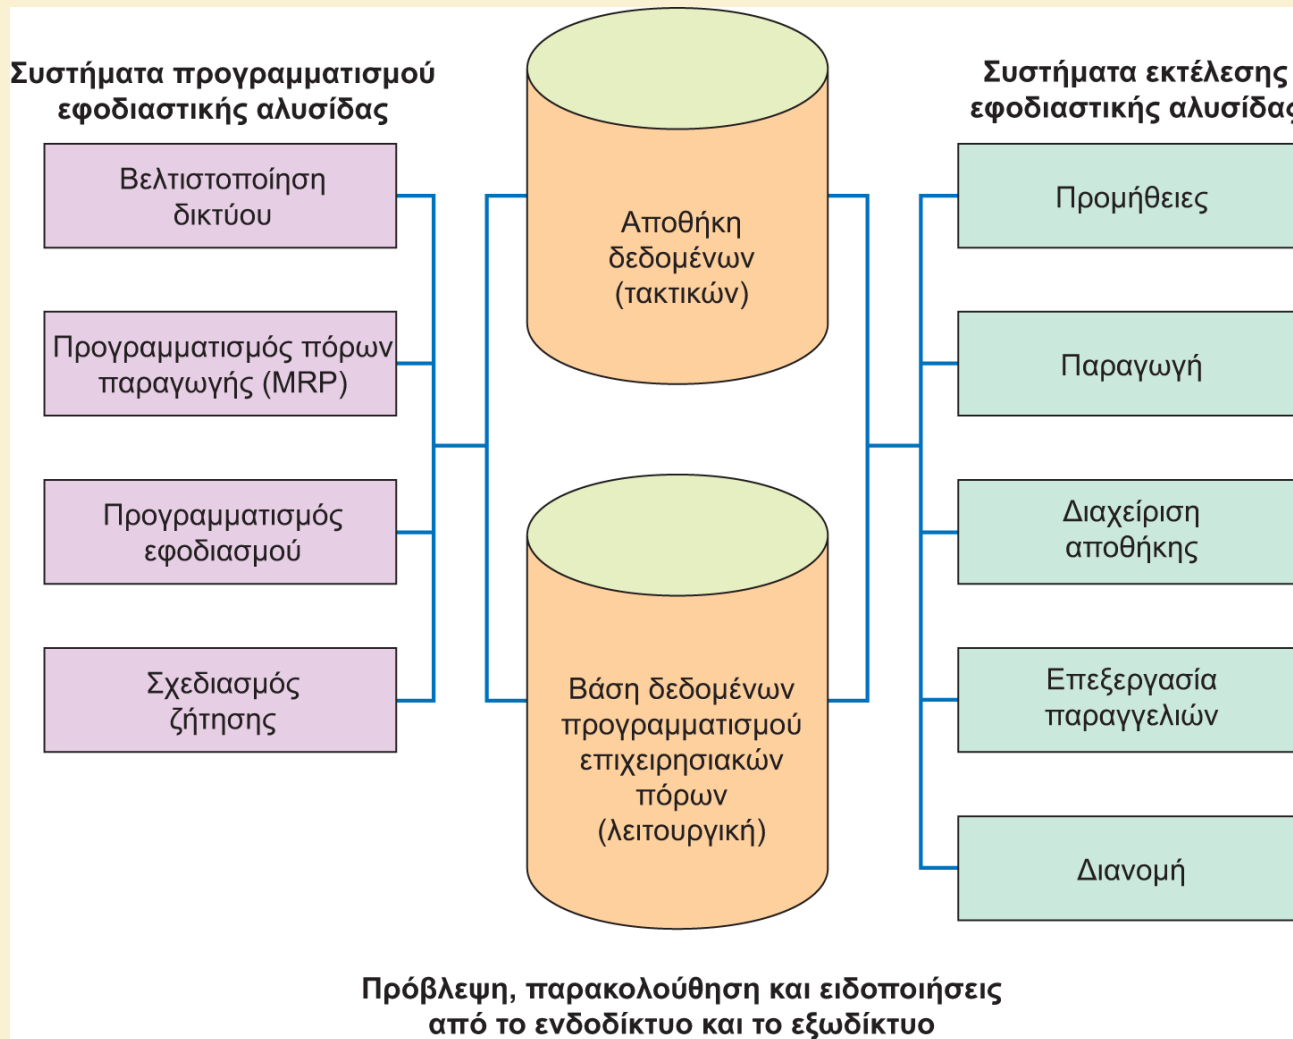 Συστήματα προγραμματισμού
εφοδιαστικής αλυσίδας
Βελτιστοποίηση
δικτύου
Προγραμματισμός πόρων
παραγωγής (MRP)
Προγραμματισμός
εφοδιασμού
Σχεδιασμός
ζήτησης
Αποθήκη
δεδομένων
(τακτικών)
Βάση δεδομένων
προγραμματισμού
επιχειρησιακών
πόρων
(λειτουργική)
Συστήματα εκτέλεσης
εφοδιαστικής αλυσίδας
Προμήθειες
Παραγωγή
Διαχείριση
αποθήκης
Επεξεργασία
παραγγελιών
Διανομή
Πρόβλεψη, παρακολούθηση και ειδοποιήσεις
από το ενδοδίκτυο και το εξωδίκτυο